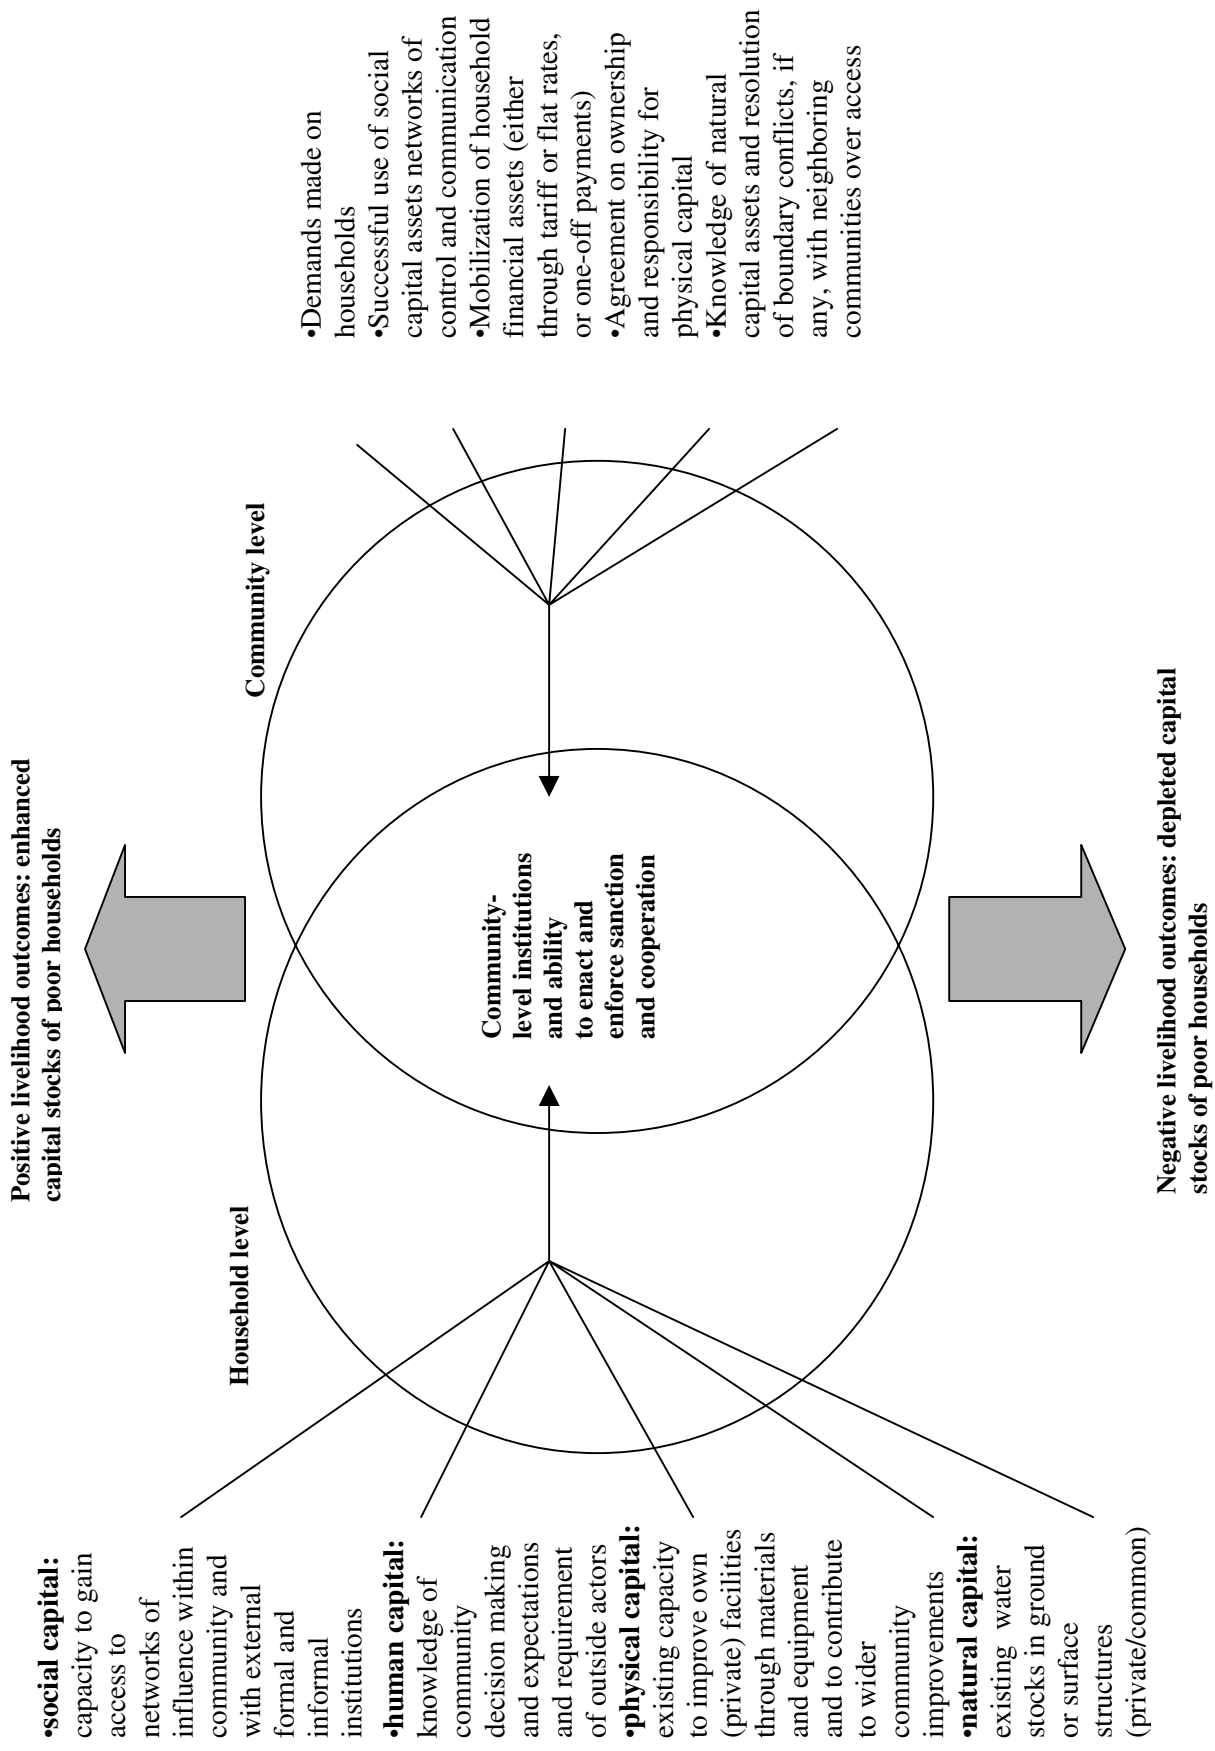 Positive livelihood outcomes: enhanced
capital stocks of poor households
•social capital:
capacity to gain
access to
networks of
influence within
community and
with external
formal and
informal
institutions
•human capital:
knowledge of
community
decision making
and expectations
and requirement
of outside actors
•physical capital:
existing capacity
to improve own
(private) facilities
through materials
and equipment
and to contribute
to wider
community
improvements
•natural capital:
existing water
stocks in ground
or surface
structures
(private/common)
Household level
Community-
level institutions
and ability
to enact and
enforce sanction
and cooperation
Community level
•Demands made on
households
•Successful use of social
capital assets networks of
control and communication
•Mobilization of household
financial assets (either
through tariff or flat rates,
or one-off payments)
•Agreement on ownership
and responsibility for
physical capital
•Knowledge of natural
capital assets and resolution
of boundary conflicts, if
any, with neighboring
communities over access
Negative livelihood outcomes: depleted capital
stocks of poor households